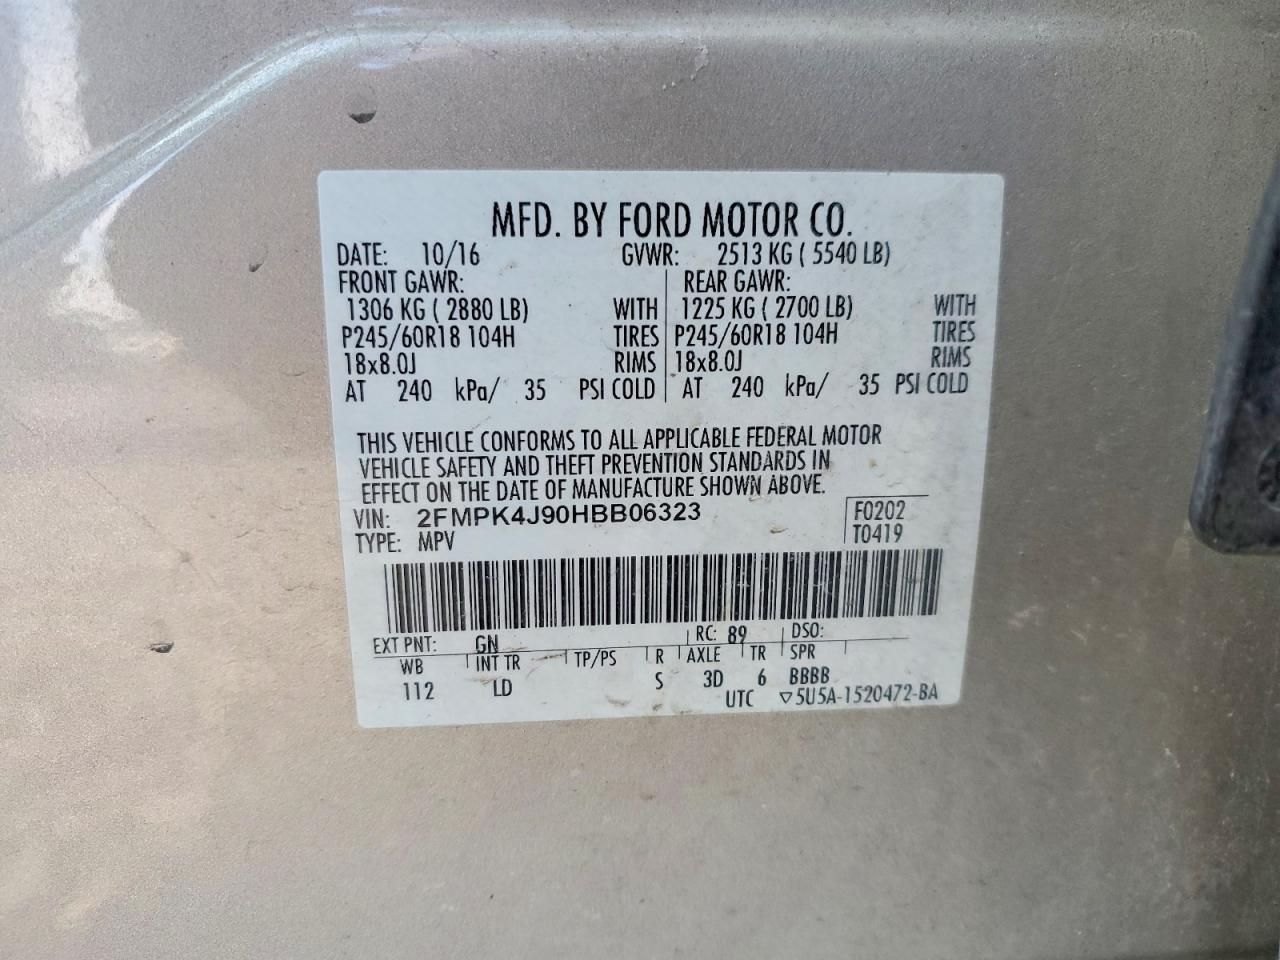 MFD. BY FORD MOTOR CO.
DATE: 10/16 GVWR: 2513 KG ( 5540 LB)
FRONT GAWR: REAR GAWR:
1306 KG ( 2880 LB) WITH 1225 KG ( 2700 LB) WITH
P245/60R18 104H TIRES P245/60R18 104H TIRES
18x8.0J RIMS 18x8.0J RIMS
AT 240 kPa/ 35 PSI COLD AT 240 kPa/ 35 PSI COLD
THIS VEHICLE CONFORMS TO ALL APPLICABLE FEDERAL MOTOR
VEHICLE SAFETY AND THEFT PREVENTION STANDARDS IN
EFFECT ON THE DATE OF MANUFACTURE SHOWN ABOVE.
VIN: 2FMPK4J90HBB06323 F0202
TYPE: MPV T0419
EXT PNT: GN RC: 89 DSO:
WB INT TR TP/PS R AXLE TR SPR
112 LD S 3D 6 BBBB
UTC ▽5U5A-1520472-BA